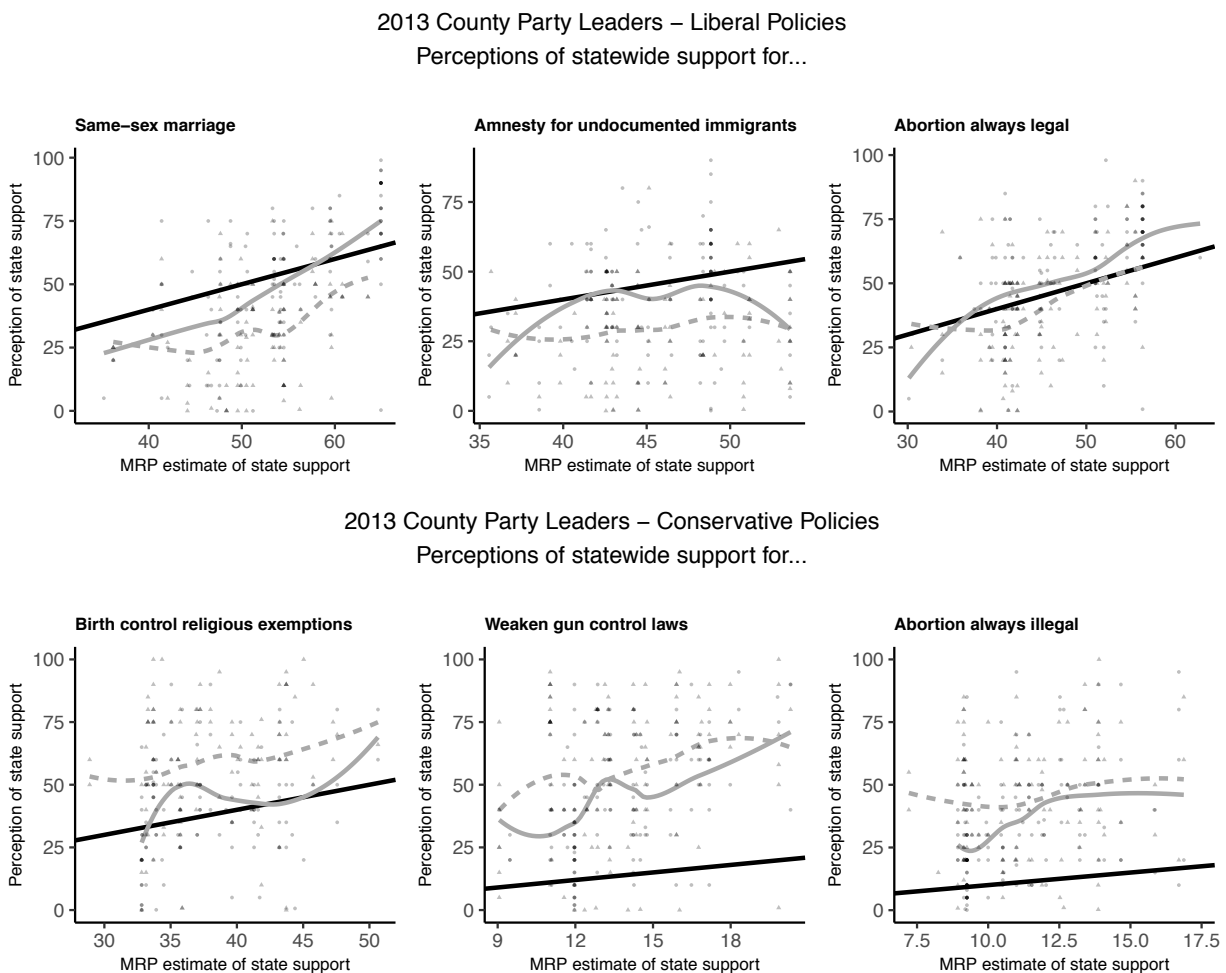 2013 County Party Leaders – Liberal Policies
Perceptions of statewide support for...
Same−sex marriage
Amnesty for undocumented immigrants
Abortion always legal
Perception of state support
100
75
50
25
0
40
50
60
MRP estimate of state support
Perception of state support
75
50
25
0
35
40
45
50
MRP estimate of state support
Perception of state support
100
75
50
25
0
30
40
50
60
MRP estimate of state support
2013 County Party Leaders – Conservative Policies
Perceptions of statewide support for...
Birth control religious exemptions
Weaken gun control laws
Abortion always illegal
Perception of state support
100
75
50
25
0
30
35
40
45
50
MRP estimate of state support
Perception of state support
100
75
50
25
0
9
12
15
18
MRP estimate of state support
Perception of state support
100
75
50
25
0
7.5
10.0
12.5
15.0
17.5
MRP estimate of state support